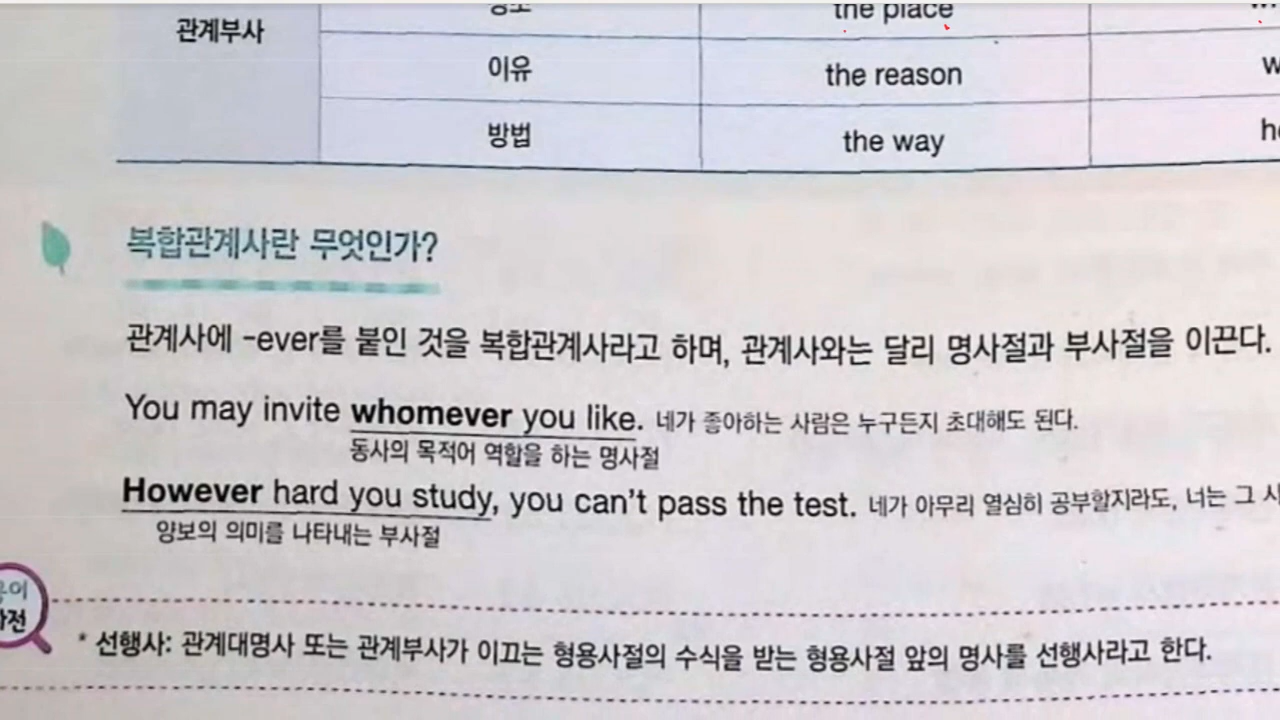 관계부사
the place
이유 the reason
방법 the way
복합관계사란 무엇인가?
관계사에 -ever를 붙인 것을 복합관계사라고 하며, 관계사와는 달리 명사절과 부사절을 이끈다.
You may invite whomever you like. 네가 좋아하는 사람은 누구든지 초대해도 된다.
동사의 목적어 역할을 하는 명사절
However hard you study, you can't pass the test. 네가 아무리 열심히 공부할지라도, 너는 그
양보의 의미를 나타내는 부사절
* 선행사: 관계대명사 또는 관계부사가 이끄는 형용사절의 수식을 받는 형용사절 앞의 명사를 선행사라고 한다.